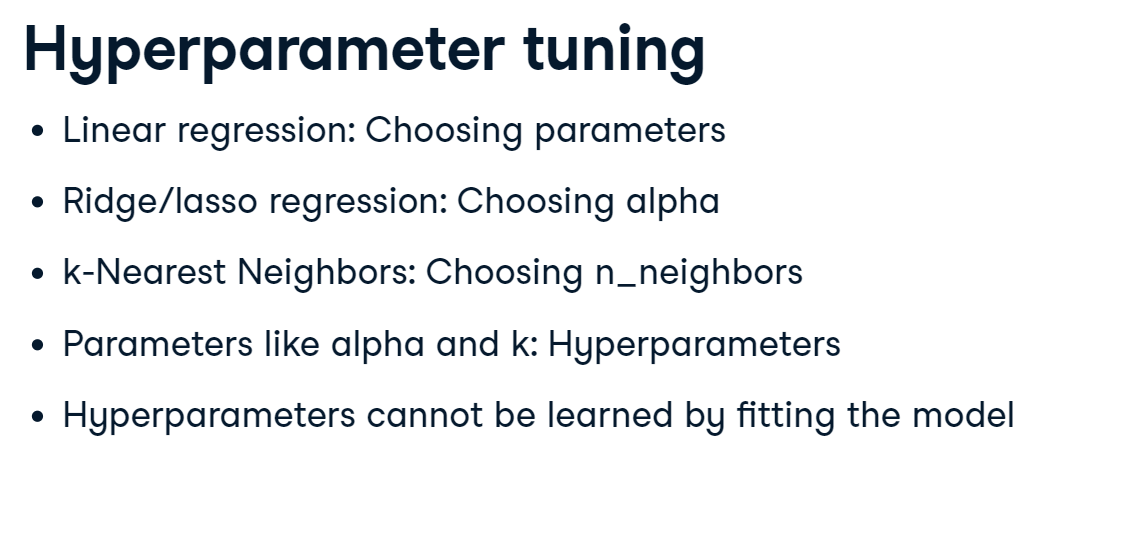 Hyperparameter tuning
• Linear regression: Choosing parameters
• Ridge/lasso regression: Choosing alpha
• k-Nearest Neighbors: Choosing n_neighbors
• Parameters like alpha and k: Hyperparameters
• Hyperparameters cannot be learned by fitting the model